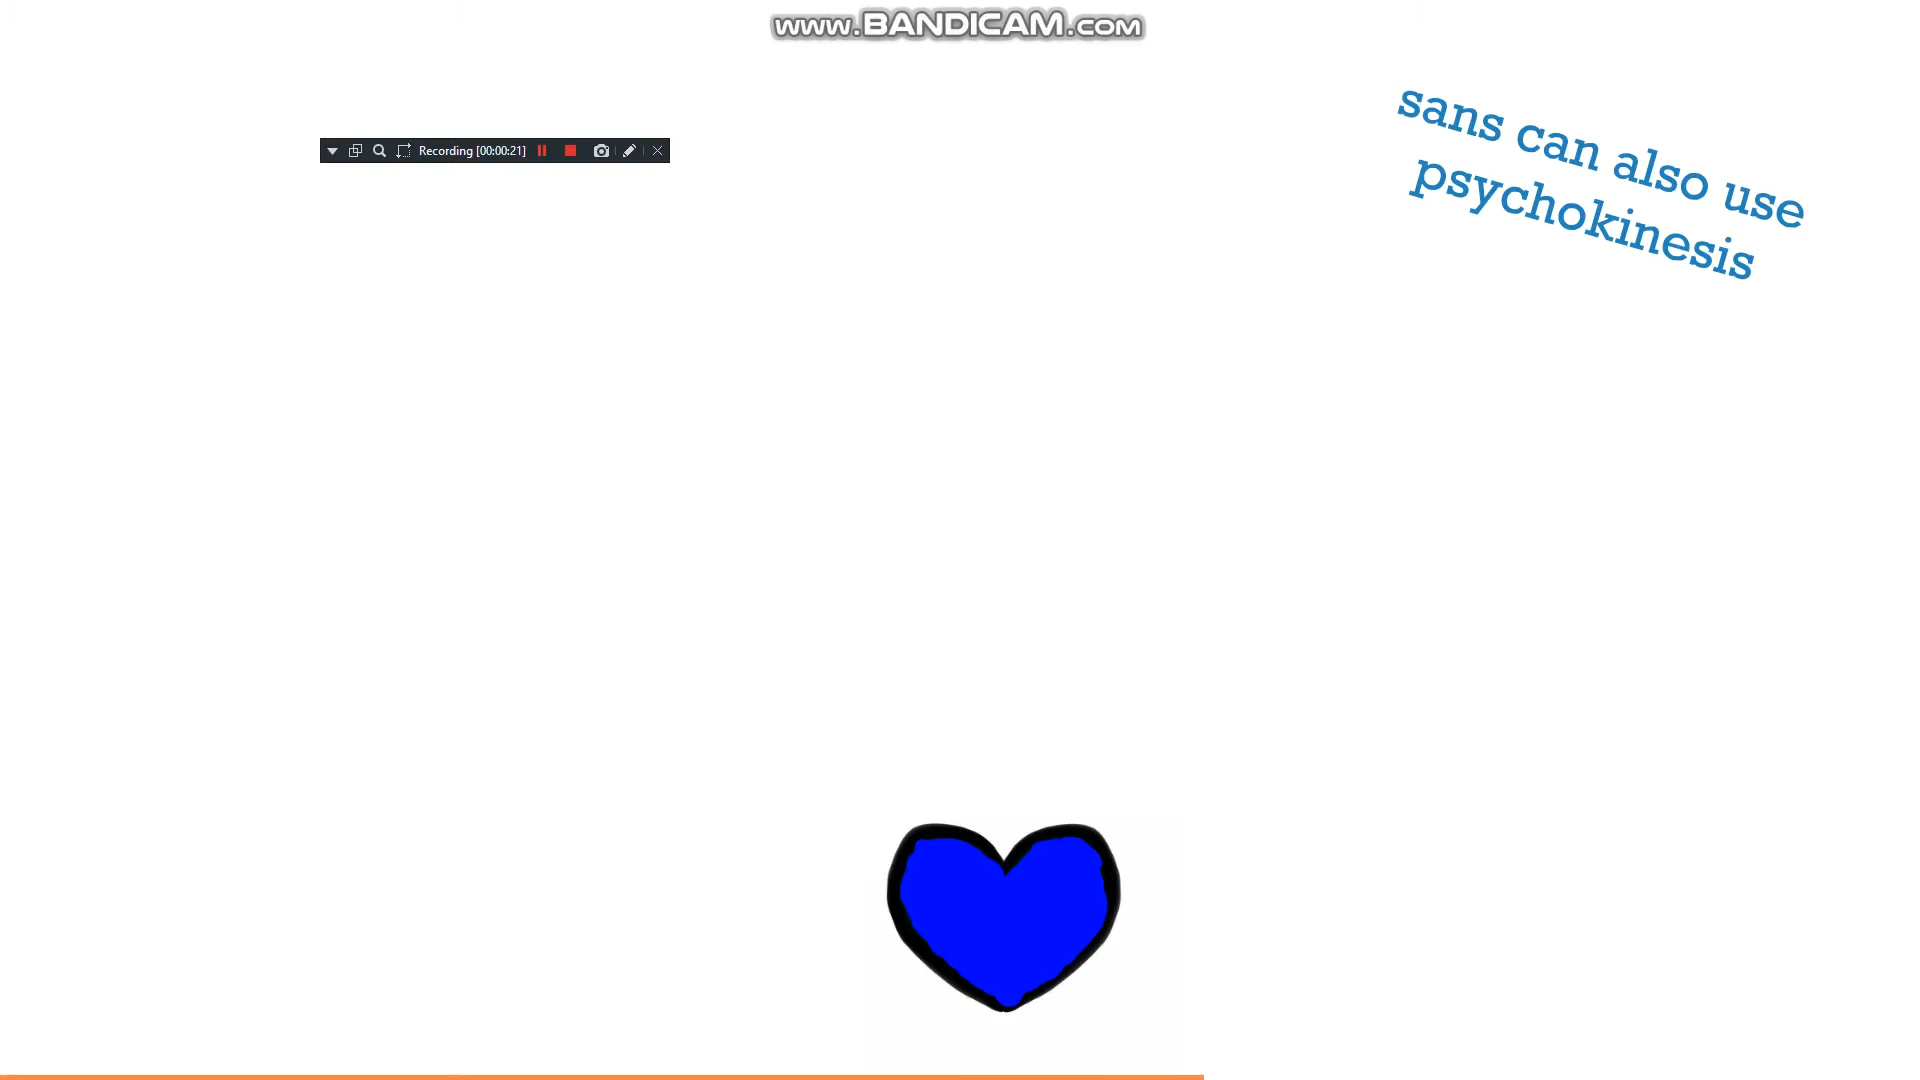 www.BANDICAM.com
Recording [00:00:21]
sans can also use
psychokinesis